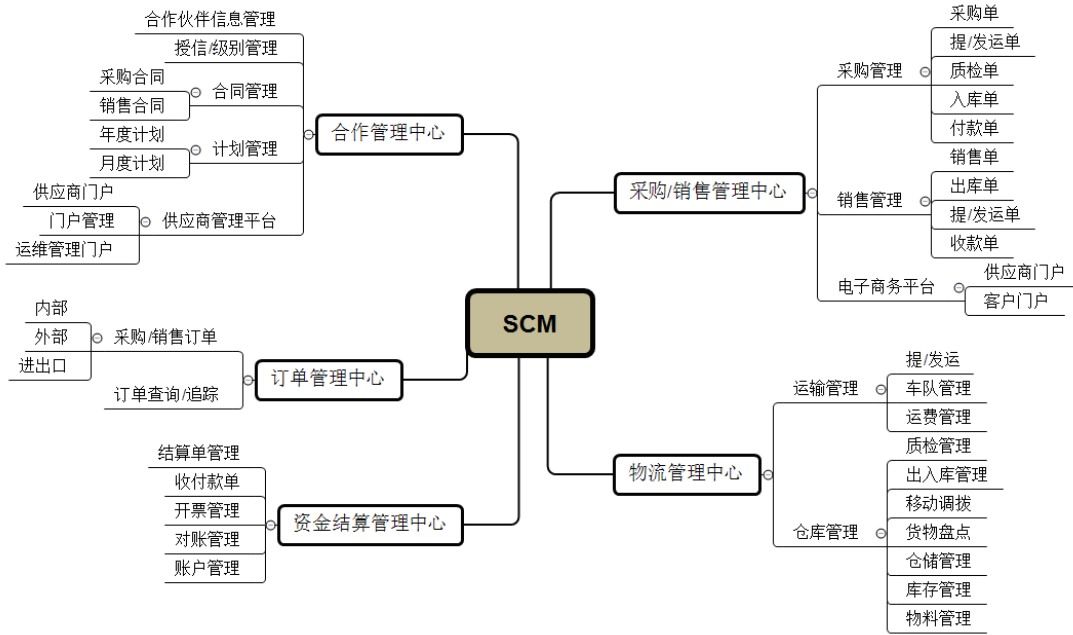 合作伙伴信息管理
授信/级别管理
采购合同
销售合同
合同管理
年度计划
月度计划
计划管理
供应商门户
门户管理
运维管理门户
供应商管理平台
合作管理中心
内部
外部
进出口
采购/销售订单
订单查询/追踪
订单管理中心
结算单管理
收付款单
开票管理
对账管理
账户管理
资金结算管理中心
SCM
采购/销售管理中心
采购管理
采购单
提/发运单
质检单
入库单
付款单
销售管理
销售单
出库单
提/发运单
收款单
电子商务平台
供应商门户
客户门户
物流管理中心
运输管理
提/发运
车队管理
运费管理
仓库管理
质检管理
出入库管理
移动调拨
货物盘点
仓储管理
库存管理
物料管理